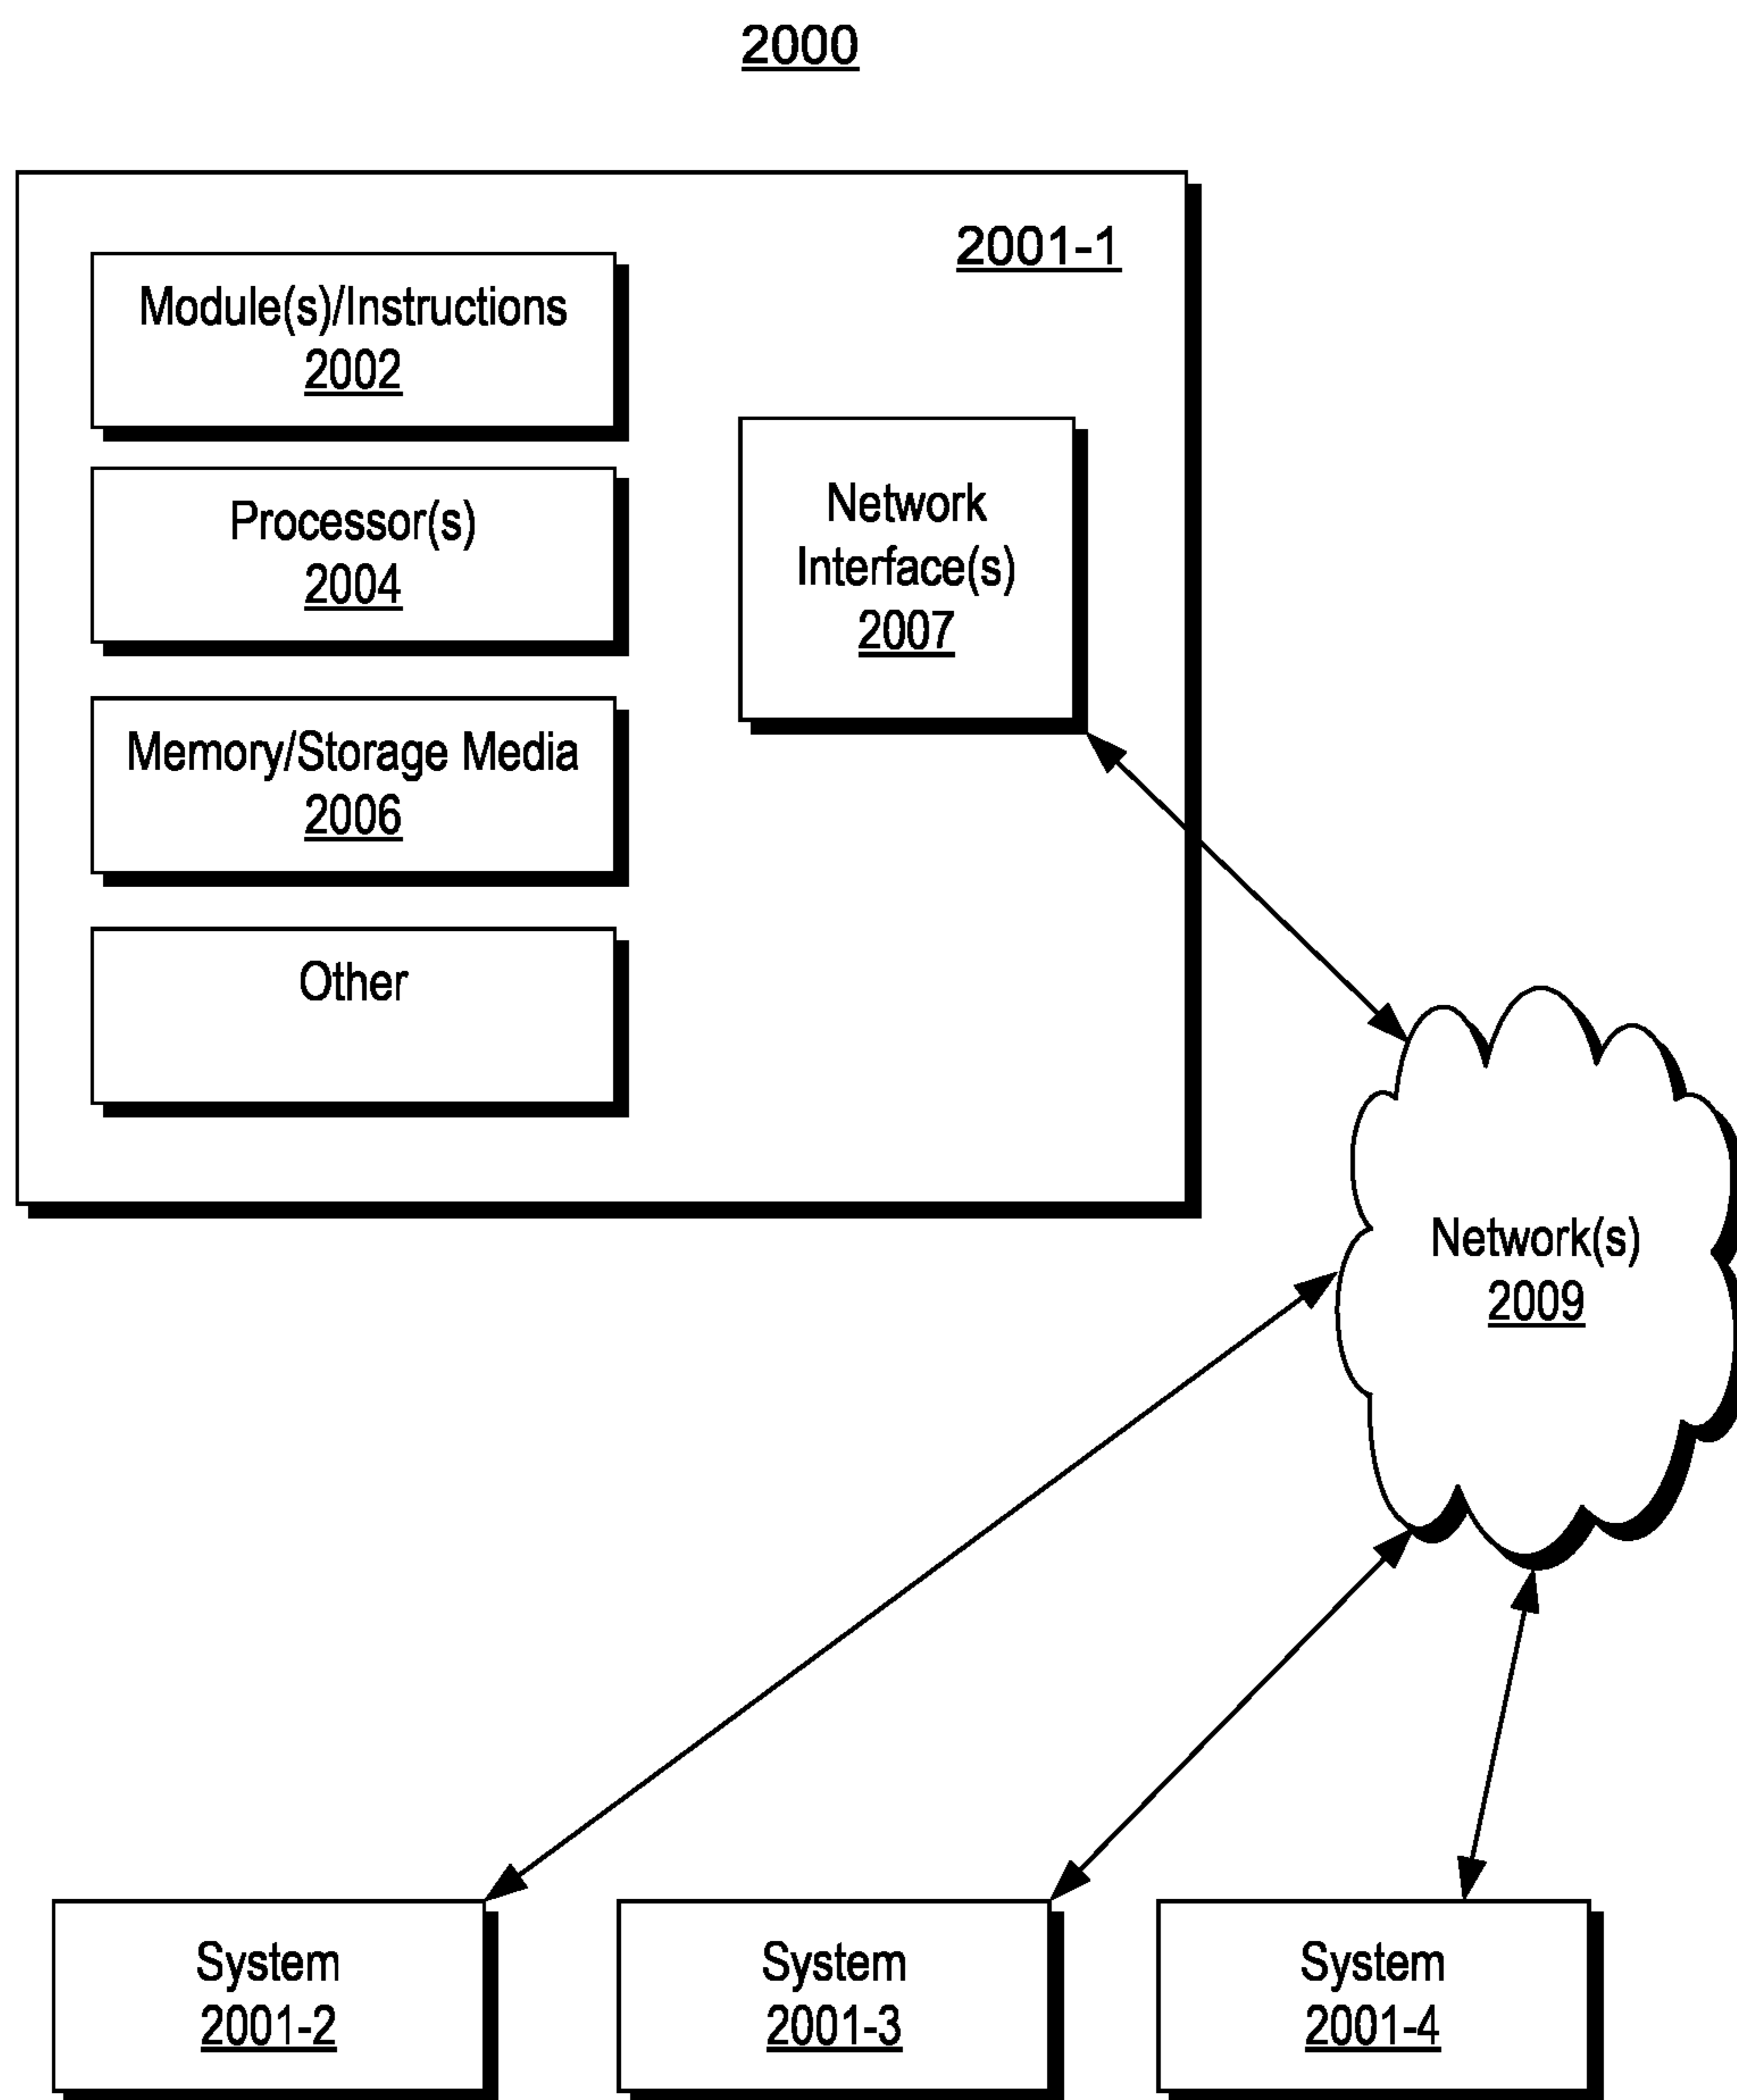 2000
2001-1
Module(s)/Instructions
2002
Processor(s)
2004
Memory/Storage Media
2006
Other
Network
Interface(s)
2007
Network(s)
2009
System
2001-2
System
2001-3
System
2001-4